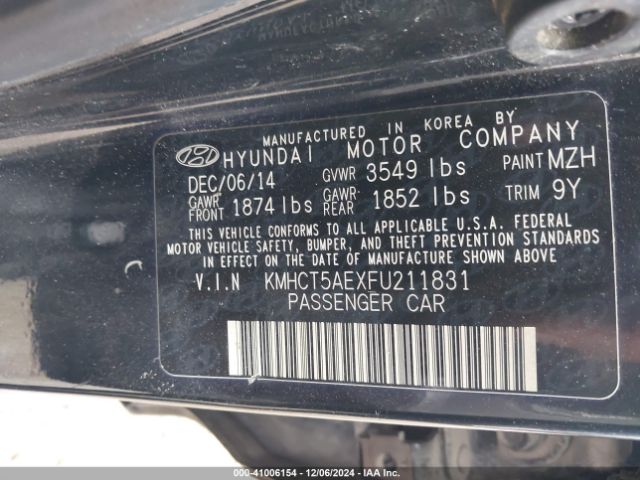 MANUFACTURED IN KOREA BY
HYUNDAI MOTOR COMPANY
DEC/06/14 GVWR 3549 lbs PAINT MZH
GAWR FRONT 1874 lbs GAWR REAR 1852 lbs TRIM 9Y
THIS VEHICLE CONFORMS TO ALL APPLICABLE U.S.A. FEDERAL
MOTOR VEHICLE SAFETY, BUMPER, AND THEFT PREVENTION STANDARDS
IN EFFECT ON THE DATE OF MANUFACTURE SHOWN ABOVE
V.I.N KMHCT5AEXFU211831
PASSENGER CAR
000-41006154 - 12/06/2024 - IAA Inc.